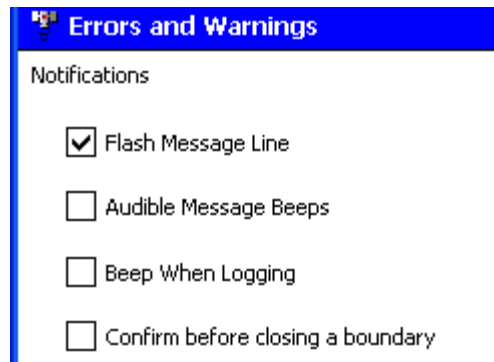 Errors and Warnings
Notifications
Flash Message Line
Audible Message Beeps
Beep When Logging
Confirm before closing a boundary